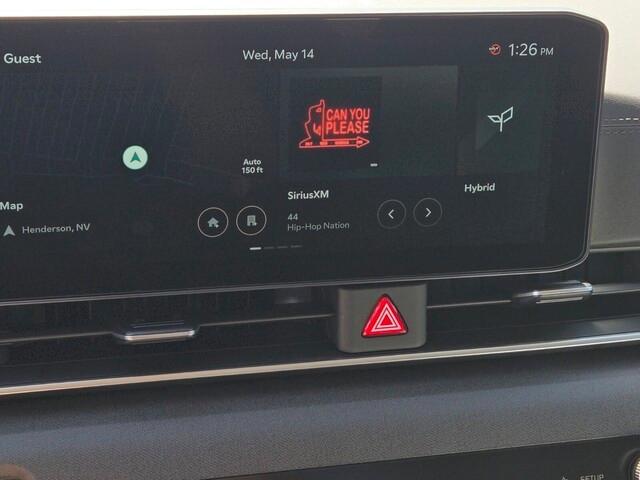 Guest
Wed, May 14
1:26 PM
CAN YOU
PLEASE
Auto
150 ft
Map
Henderson, NV
SiriusXM
44
Hip-Hop Nation
Hybrid
SETUP